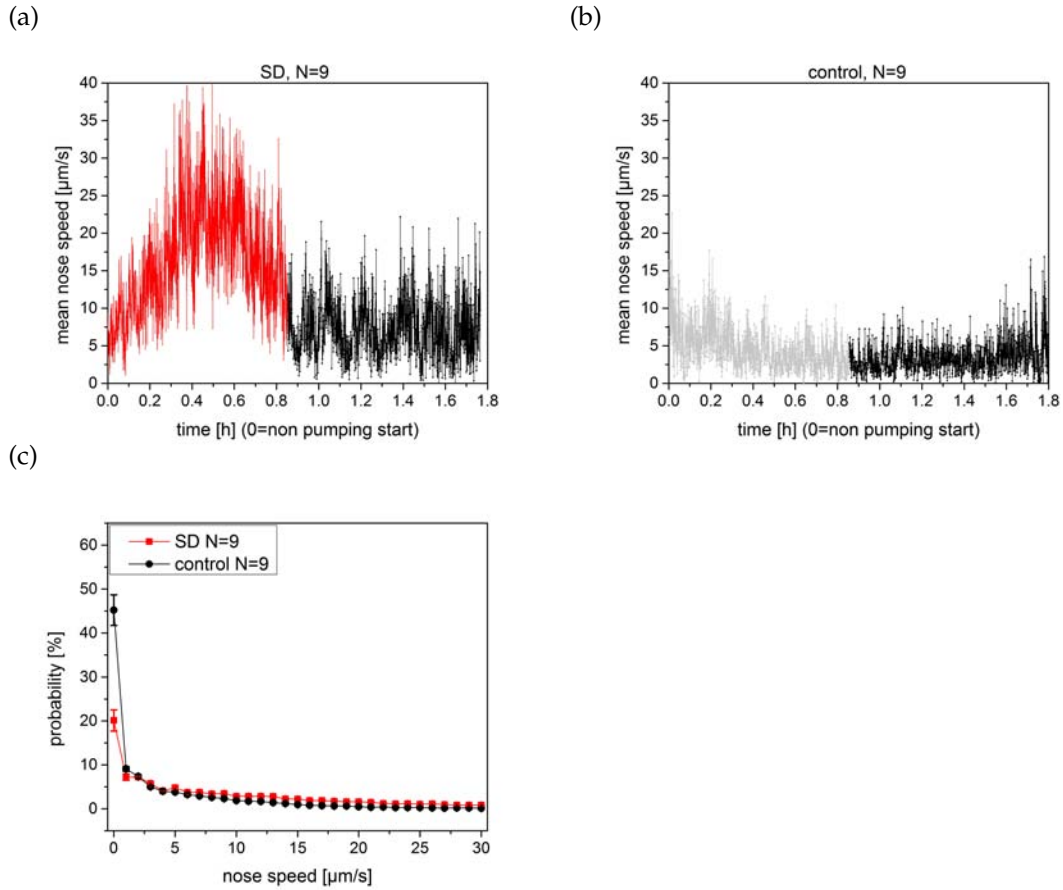 (a)
SD, N=9
40
35
30
25
20
15
10
5
0
mean nose speed [µm/s]
0.0 0.2 0.4 0.6 0.8 1.0 1.2 1.4 1.6 1.8
time [h] (0=non pumping start)
(b)
control, N=9
40
35
30
25
20
15
10
5
0
mean nose speed [µm/s]
0.0 0.2 0.4 0.6 0.8 1.0 1.2 1.4 1.6 1.8
time [h] (0=non pumping start)
(c)
SD N=9
control N=9
60
50
40
30
20
10
0
probability [%]
0 5 10 15 20 25 30
nose speed [µm/s]